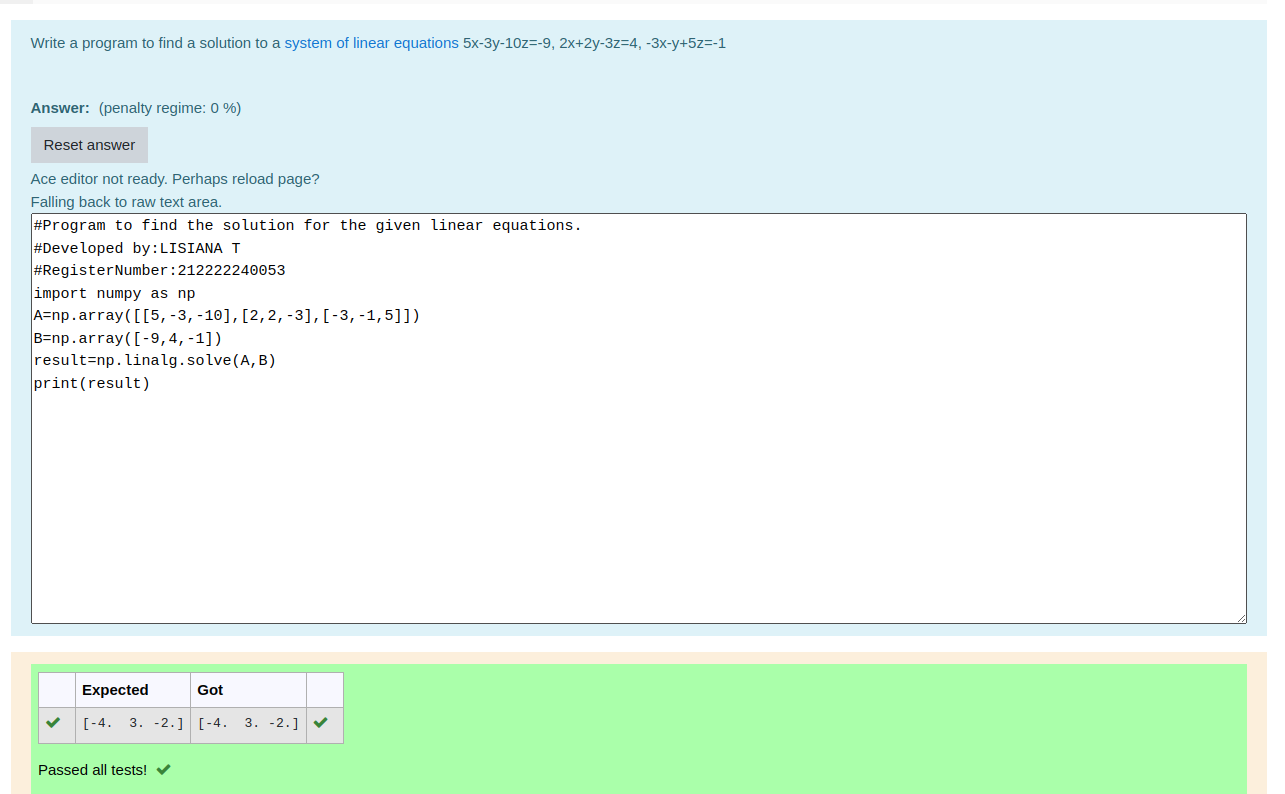 Write a program to find a solution to a system of linear equations 5x-3y-10z=-9, 2x+2y-3z=4, -3x-y+5z=-1
Answer: (penalty regime: 0 %)
Reset answer
Ace editor not ready. Perhaps reload page?
Falling back to raw text area.
#Program to find the solution for the given linear equations.
#Developed by:LISIANA T
#RegisterNumber:212222240053
import numpy as np
A=np.array([[5,-3,-10],[2,2,-3],[-3,-1,5]])
B=np.array([-9,4,-1])
result=np.linalg.solve(A,B)
print(result)
Expected Got
[-4.  3. -2.] [-4.  3. -2.]
Passed all tests!